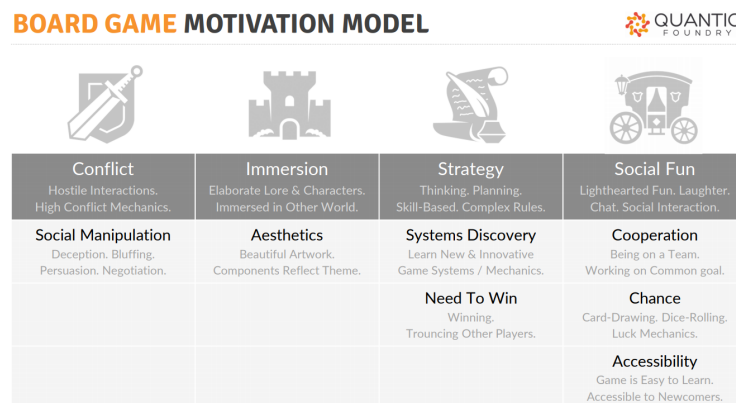 BOARD GAME MOTIVATION MODEL
QUANTIC
FOUNDRY
Conflict
Hostile Interactions.
High Conflict Mechanics.
Immersion
Elaborate Lore & Characters.
Immersed in Other World.
Strategy
Thinking. Planning.
Skill-Based. Complex Rules.
Social Fun
Lighthearted Fun. Laughter.
Chat. Social Interaction.
Social Manipulation
Deception. Bluffing.
Persuasion. Negotiation.
Aesthetics
Beautiful Artwork.
Components Reflect Theme.
Systems Discovery
Learn New & Innovative
Game Systems / Mechanics.
Cooperation
Being on a Team.
Working on Common goal.
Need To Win
Winning.
Trouncing Other Players.
Chance
Card-Drawing. Dice-Rolling.
Luck Mechanics.
Accessibility
Game is Easy to Learn.
Accessible to Newcomers.